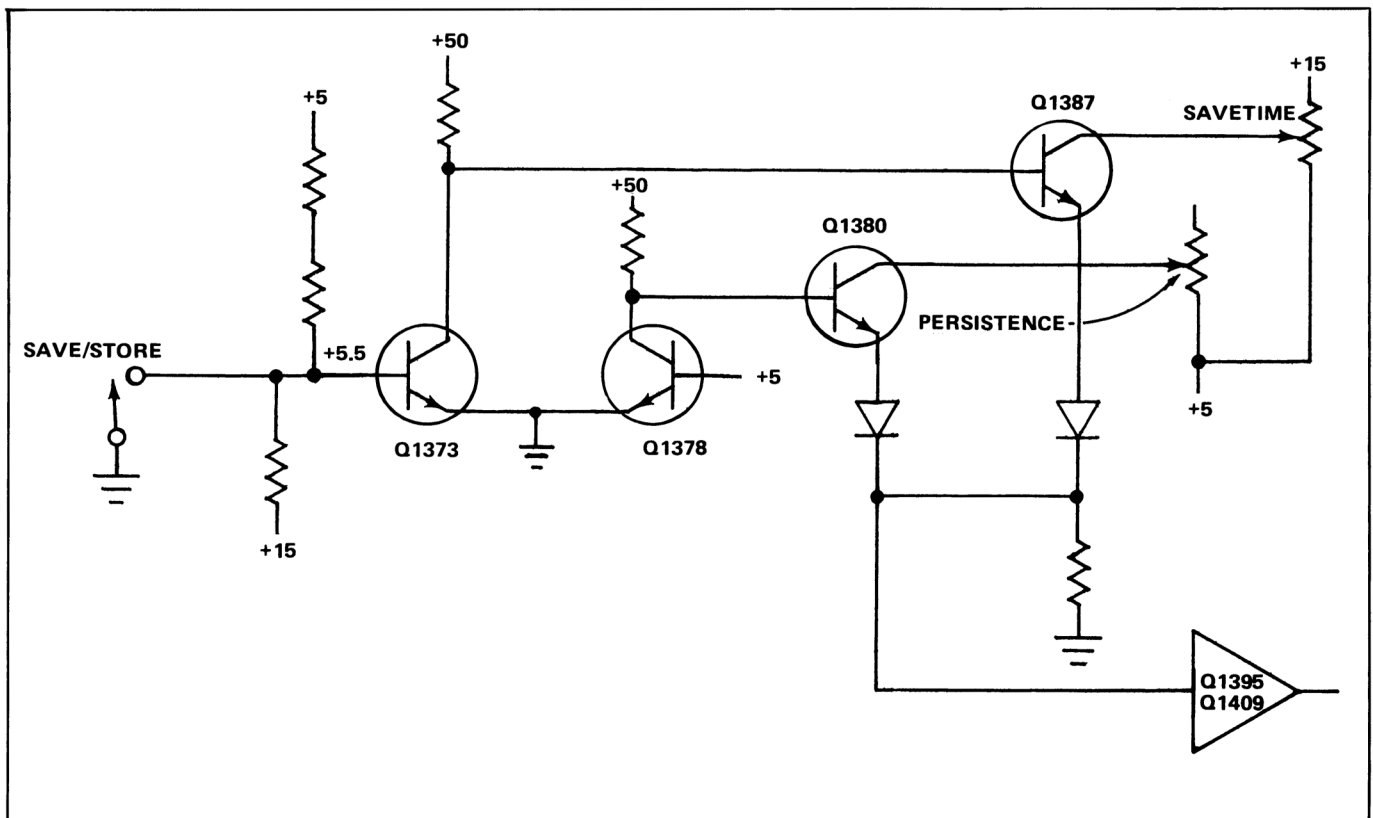 +50
+15
+5
Q1387
SAVETIME
+50
Q1380
PERSISTENCE
SAVE/STORE
+5.5
+5
+5
Q1373
Q1378
+15
Q1395
Q1409